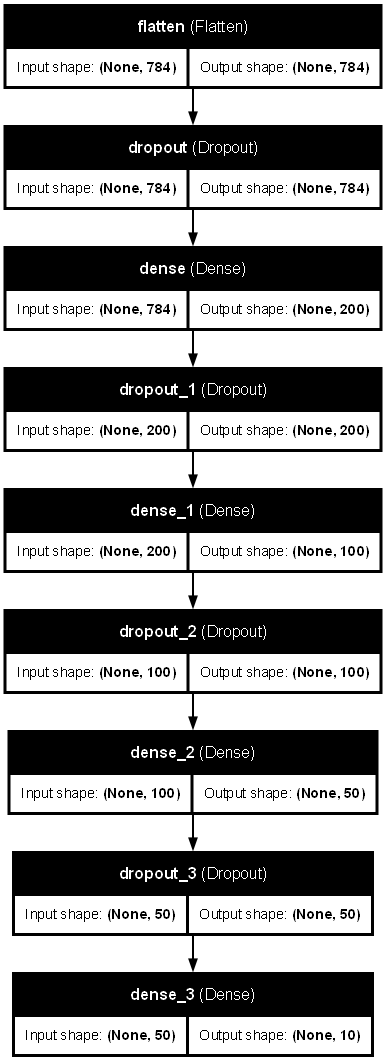 flatten (Flatten)
Input shape: (None, 784) Output shape: (None, 784)
dropout (Dropout)
Input shape: (None, 784) Output shape: (None, 784)
dense (Dense)
Input shape: (None, 784) Output shape: (None, 200)
dropout_1 (Dropout)
Input shape: (None, 200) Output shape: (None, 200)
dense_1 (Dense)
Input shape: (None, 200) Output shape: (None, 100)
dropout_2 (Dropout)
Input shape: (None, 100) Output shape: (None, 100)
dense_2 (Dense)
Input shape: (None, 100) Output shape: (None, 50)
dropout_3 (Dropout)
Input shape: (None, 50) Output shape: (None, 50)
dense_3 (Dense)
Input shape: (None, 50) Output shape: (None, 10)